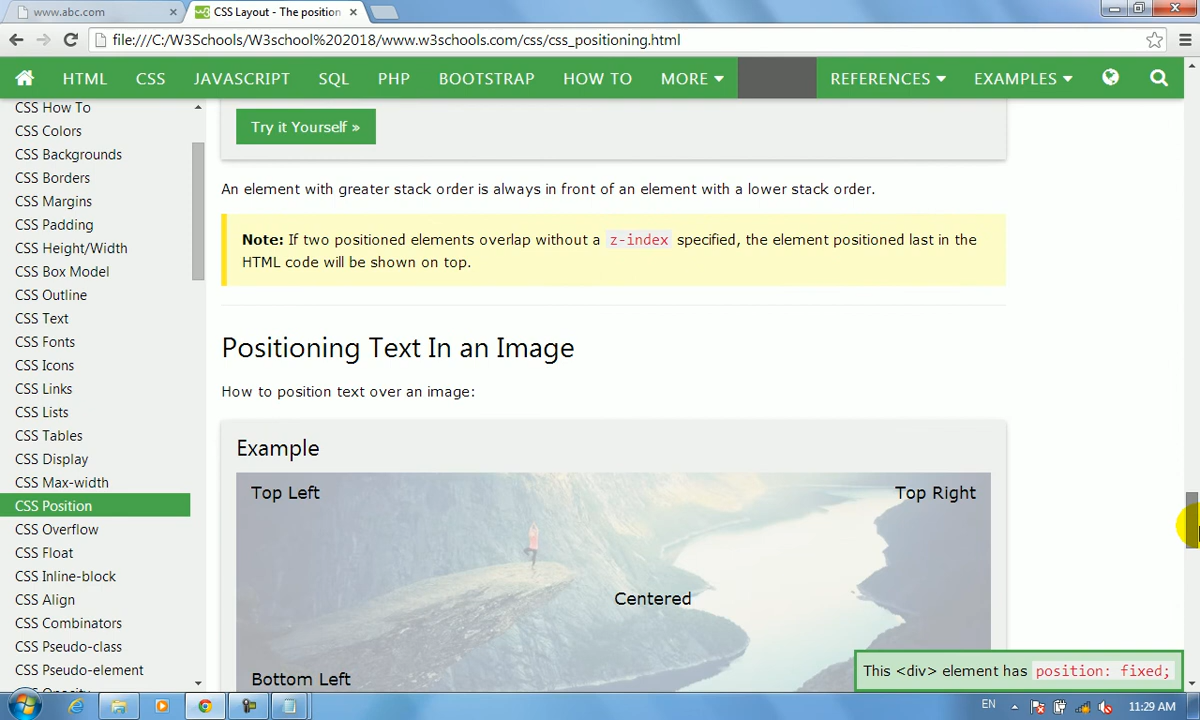 www.abc.com
CSS Layout - The position
file:///C:/W3Schools/W3school%202018/www.w3schools.com/css/css_positioning.html
HTML CSS JAVASCRIPT SQL PHP BOOTSTRAP HOW TO MORE REFERENCES EXAMPLES
CSS How To
CSS Colors
CSS Backgrounds
CSS Borders
CSS Margins
CSS Padding
CSS Height/Width
CSS Box Model
CSS Outline
CSS Text
CSS Fonts
CSS Icons
CSS Links
CSS Lists
CSS Tables
CSS Display
CSS Max-width
CSS Position
CSS Overflow
CSS Float
CSS Inline-block
CSS Align
CSS Combinators
CSS Pseudo-class
CSS Pseudo-element
CSS Opacity
Try it Yourself »
An element with greater stack order is always in front of an element with a lower stack order.
Note: If two positioned elements overlap without a z-index specified, the element positioned last in the
HTML code will be shown on top.
Positioning Text In an Image
How to position text over an image:
Example
Top Left
Top Right
Centered
Bottom Left
This <div> element has position: fixed;
EN
11:29 AM